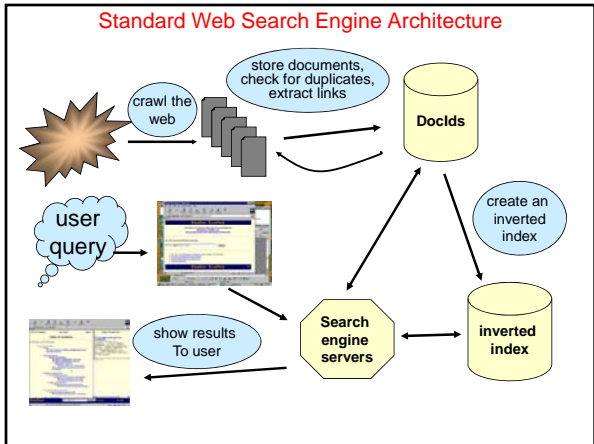 Standard Web Search Engine Architecture
crawl the
web
store documents,
check for duplicates,
extract links
DocIds
user
query
create an
inverted
index
show results
To user
Search
engine
servers
inverted
index